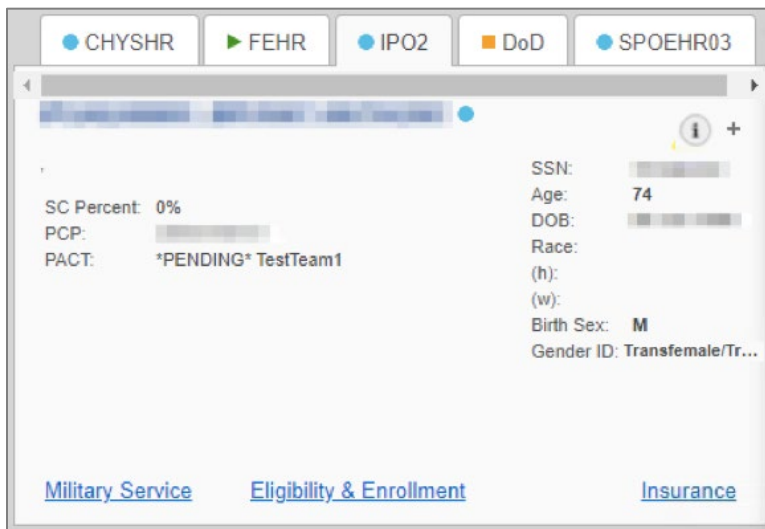 CHYSHR FEHR IPO2 DoD SPOEHR03
i +
SSN:
SC Percent: 0% Age: 74
PCP: DOB:
PACT: *PENDING* TestTeam1 Race:
(h):
(w):
Birth Sex: M
Gender ID: Transfemale/Tr...
Military Service Eligibility & Enrollment Insurance